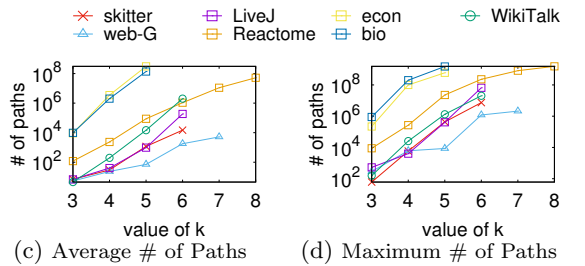 skitter LiveJ econ WikiTalk
web-G Reactome bio
# of paths
10^8
10^6
10^4
10^2
3 4 5 6 7 8
value of k
(c) Average # of Paths
# of paths
10^8
10^6
10^4
10^2
3 4 5 6 7 8
value of k
(d) Maximum # of Paths